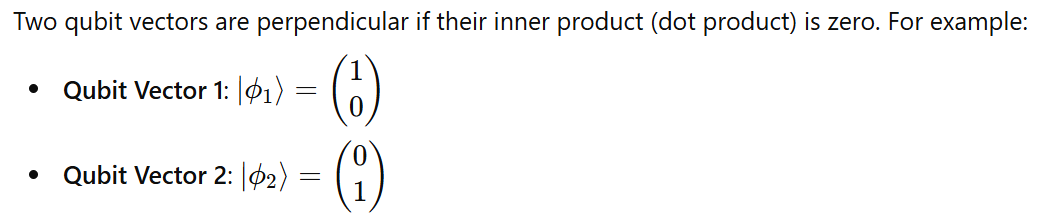 Two qubit vectors are perpendicular if their inner product (dot product) is zero. For example:
• Qubit Vector 1: |ϕ₁⟩ = (1 0)
• Qubit Vector 2: |ϕ₂⟩ = (0 1)